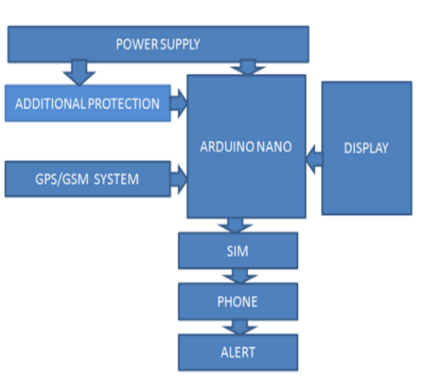 POWER SUPPLY
ADDITIONAL PROTECTION
ARDUINO NANO
DISPLAY
GPS/GSM SYSTEM
SIM
PHONE
ALERT